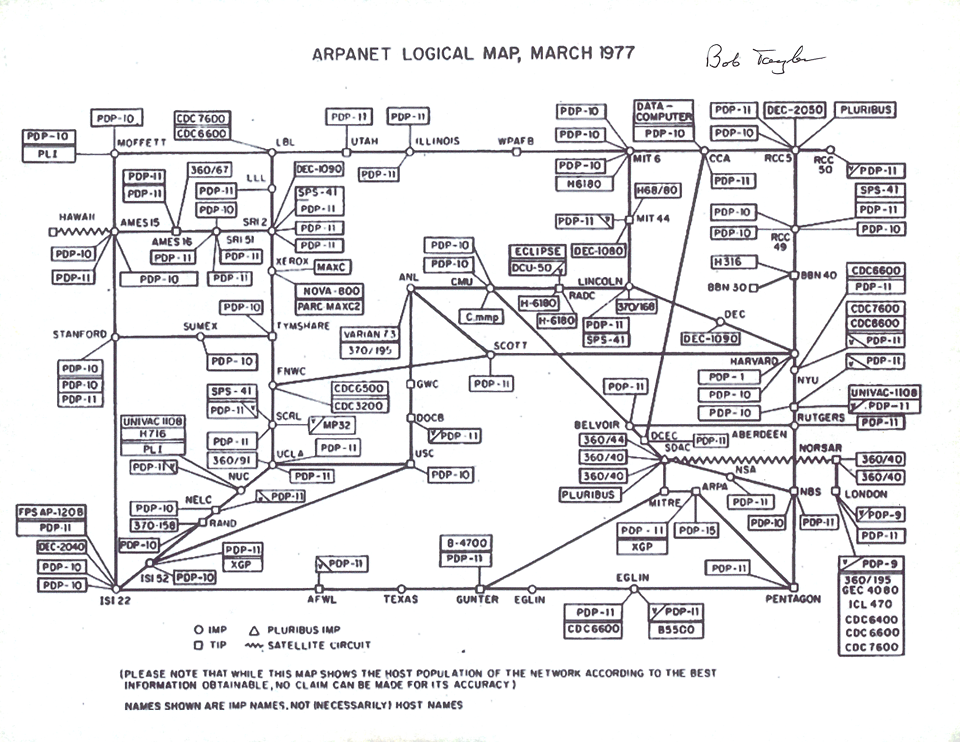 ARPANET LOGICAL MAP, MARCH 1977
Bob Taylor
PDP-10
CDC 7600
CDC 6600
PDP-11
PDP-11
PDP-10
PDP-10
DATA-
COMPUTER
PDP-10
PDP-11
PDP-10
DEC-2050
PLURIBUS
PDP-10
PLI
MOFFETT
LBL
UTAH
ILLINOIS
WPAFB
MIT 6
CCA
RCC 5
RCC
50
PDP-11
PDP-11
PDP-11
360/67
LLL
PDP-11
DEC-1090
PDP-11
PDP-10
H6180
PDP-11
SPS-41
PDP-11
PDP-10
HAWAII
AMES 15
AMES 16
PDP-10
SRI 2
SRI 51
SPS-41
PDP-11
PDP-11
PDP-11
H68/80
PDP-11
MIT 44
DEC-1080
PDP-10
PDP-10
RCC
49
PDP-10
PDP-11
PDP-11
PDP-11
PDP-10
XEROX
MAXC
NOVA-800
PARC MAXC2
PDP-10
PDP-10
ANL
CMU
C.mmp
ECLIPSE
DCU-50
RADC
H-6180
H-6180
LINCOLN
370/168
PDP-11
SPS-41
H316
BBN 40
BBN 30
CDC6600
PDP-11
CDC7600
CDC6600
PDP-11
PDP-11
STANFORD
SUMEX
PDP-10
TYMSHARE
VARIAN 73
370/195
SCOTT
PDP-11
DEC
DEC-1090
HARVARD
PDP-1
PDP-10
PDP-10
NYU
PDP-10
PDP-10
PDP-11
PDP-10
FNWC
CDC6500
CDC3200
GWC
PDP-11
RUTGERS
UNIVAC-1108
PDP-11
PDP-11
UNIVAC 1108
H716
PLI
PDP-11
SPS-41
PDP-11
SCRL
MP32
PDP-11
360/91
UCLA
PDP-11
PDP-11
DOCB
PDP-11
USC
PDP-10
BELVOIR
360/44
360/40
360/40
PLURIBUS
DCEC
PDP-11
SDAC
ABERDEEN
NORSAR
360/40
360/40
NUC
PDP-11
NELC
PDP-10
370-158
RAND
PDP-10
NSA
PDP-11
ARPA
MITRE
PDP-11
XGP
PDP-15
NBS
PDP-10
PDP-11
LONDON
PDP-9
PDP-11
FPS AP-120B
PDP-11
DEC-2040
PDP-10
PDP-10
ISI 22
ISI 52
PDP-11
XGP
PDP-10
PDP-11
AFWL
TEXAS
B-4700
PDP-11
GUNTER
EGLIN
EGLIN
PDP-11
CDC6600
PDP-11
B5500
PDP-11
PENTAGON
PDP-9
360/195
GEC 4080
ICL 470
CDC6400
CDC6600
CDC7600
IMP
PLURIBUS IMP
TIP
SATELLITE CIRCUIT
(PLEASE NOTE THAT WHILE THIS MAP SHOWS THE HOST POPULATION OF THE NETWORK ACCORDING TO THE BEST
INFORMATION OBTAINABLE, NO CLAIM CAN BE MADE FOR ITS ACCURACY)
NAMES SHOWN ARE IMP NAMES, NOT (NECESSARILY) HOST NAMES